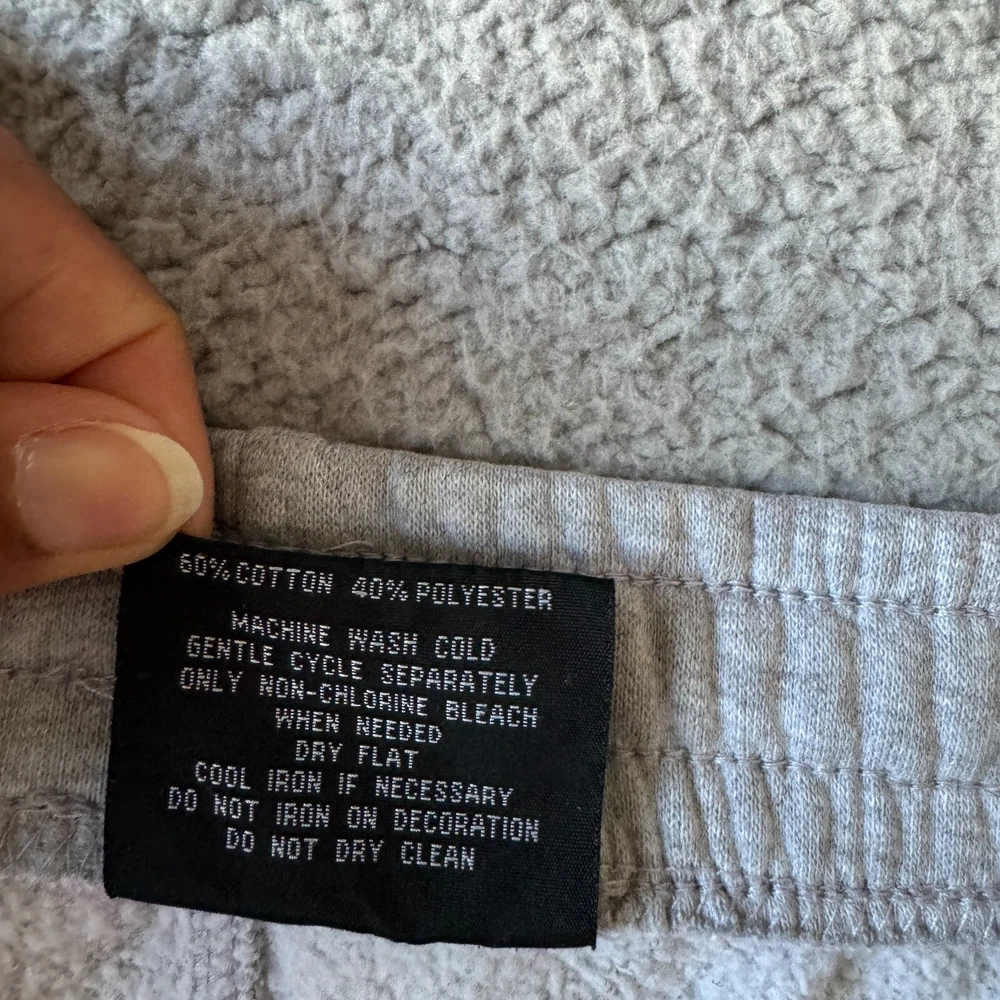 60% COTTON 40% POLYESTER
MACHINE WASH COLD
GENTLE CYCLE SEPARATELY
ONLY NON-CHLORINE BLEACH
WHEN NEEDED
DRY FLAT
COOL IRON IF NECESSARY
DO NOT IRON ON DECORATION
DO NOT DRY CLEAN